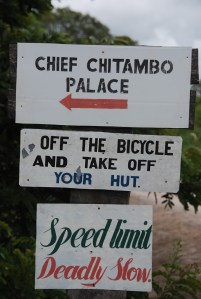 CHIEF CHITAMBO
PALACE
OFF THE BICYCLE
AND TAKE OFF
YOUR HUT.
Speed limit
Deadly Slow.